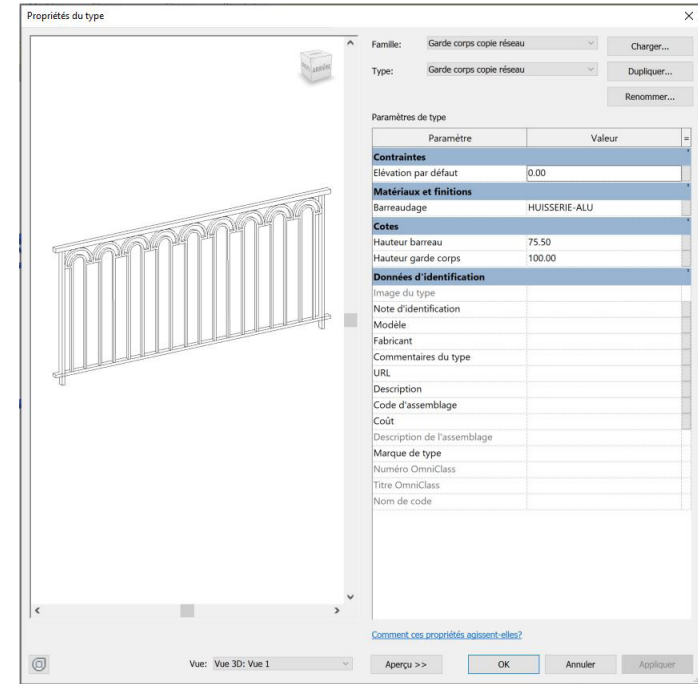 Propriétés du type
ARRIÈRE
Famille: Garde corps copie réseau Charger...
Type: Garde corps copie réseau Dupliquer...
Renommer...
Paramètres de type
Paramètre Valeur =
Contraintes
Elévation par défaut 0.00
Matériaux et finitions
Barreaudage HUISSERIE-ALU
Cotes
Hauteur barreau 75.50
Hauteur garde corps 100.00
Données d'identification
Image du type
Note d'identification
Modèle
Fabricant
Commentaires du type
URL
Description
Code d'assemblage
Coût
Description de l'assemblage
Marque de type
Numéro OmniClass
Titre OmniClass
Nom de code
Comment ces propriétés agissent-elles?
Vue: Vue 3D: Vue 1 Aperçu >> OK Annuler Appliquer